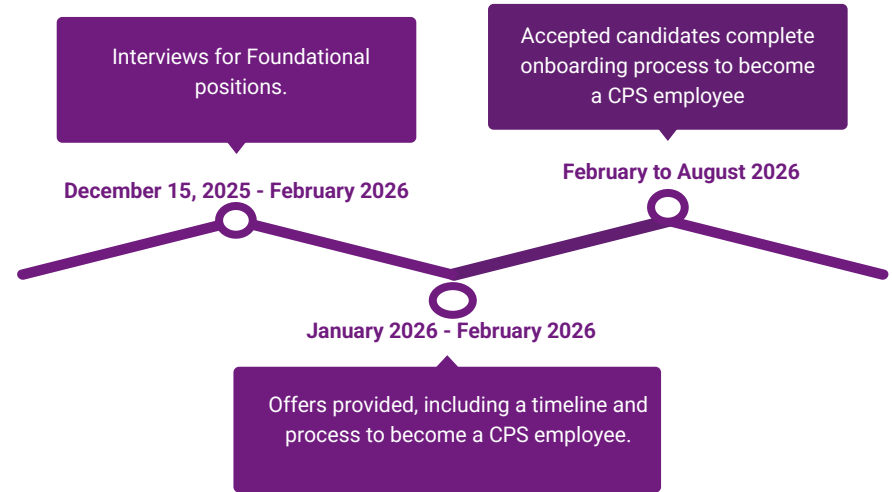 Interviews for Foundational
positions.
December 15, 2025 - February 2026
January 2026 - February 2026
Offers provided, including a timeline and
process to become a CPS employee.
Accepted candidates complete
onboarding process to become
a CPS employee
February to August 2026